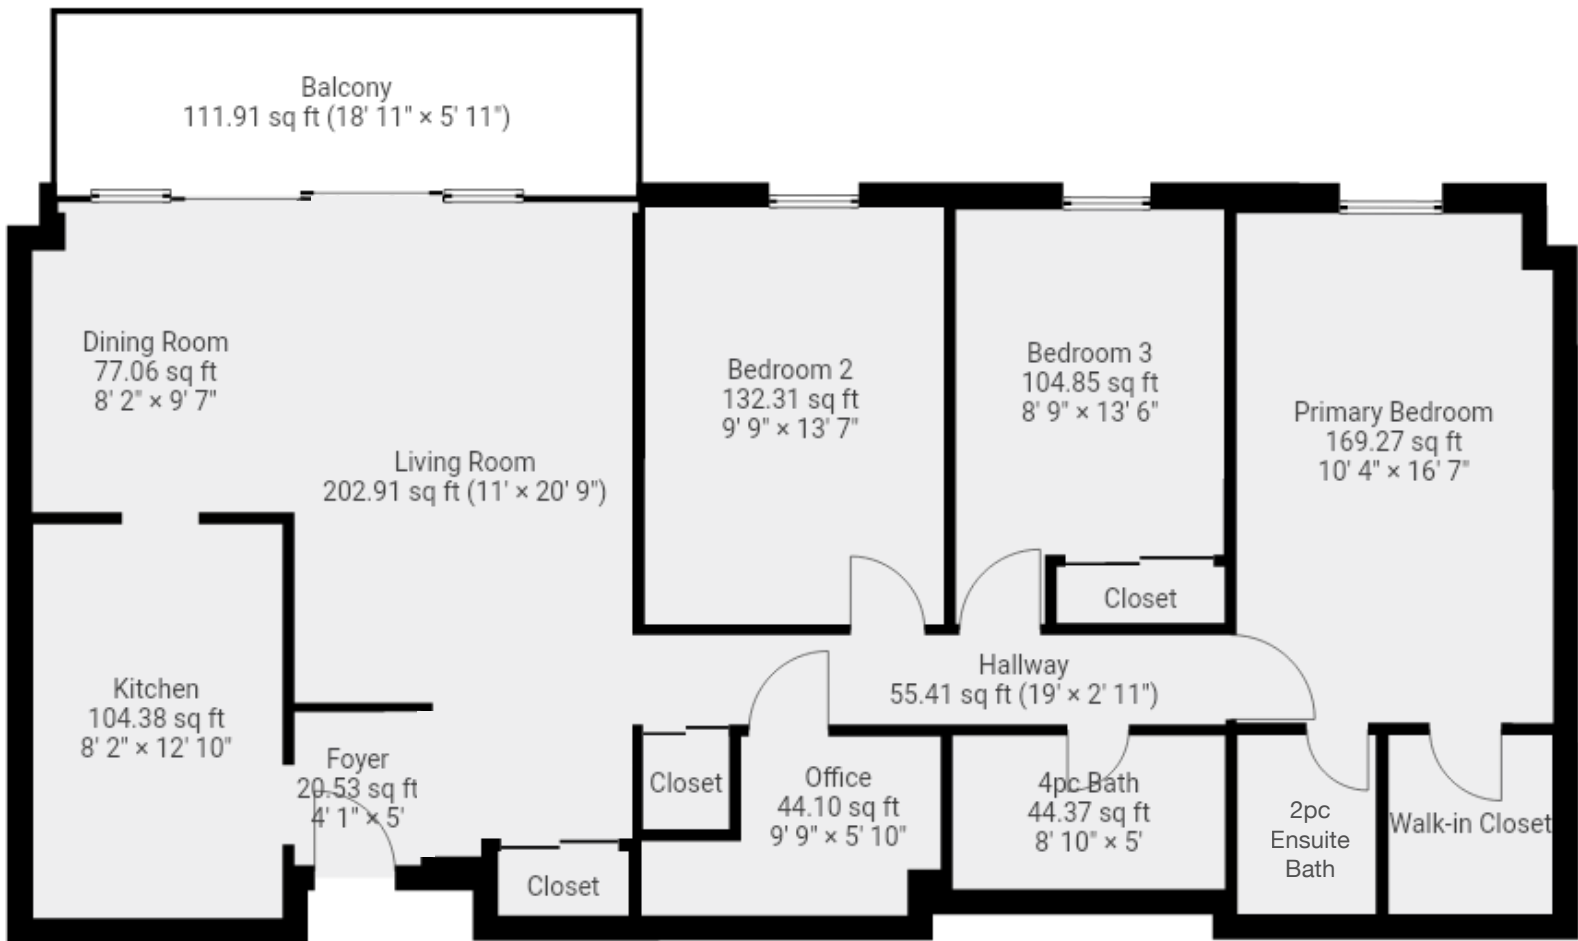 Balcony
111.91 sq ft (18' 11" × 5' 11")
Dining Room
77.06 sq ft
8' 2" × 9' 7"
Living Room
202.91 sq ft (11' × 20' 9")
Bedroom 2
132.31 sq ft
9' 9" × 13' 7"
Bedroom 3
104.85 sq ft
8' 9" × 13' 6"
Primary Bedroom
169.27 sq ft
10' 4" × 16' 7"
Closet
Hallway
55.41 sq ft (19' × 2' 11")
Kitchen
104.38 sq ft
8' 2" × 12' 10"
Foyer
20.53 sq ft
4' 1" × 5'
Closet
Office
44.10 sq ft
9' 9" × 5' 10"
4pc Bath
44.37 sq ft
8' 10" × 5'
2pc
Ensuite
Bath
Walk-in Closet
Closet